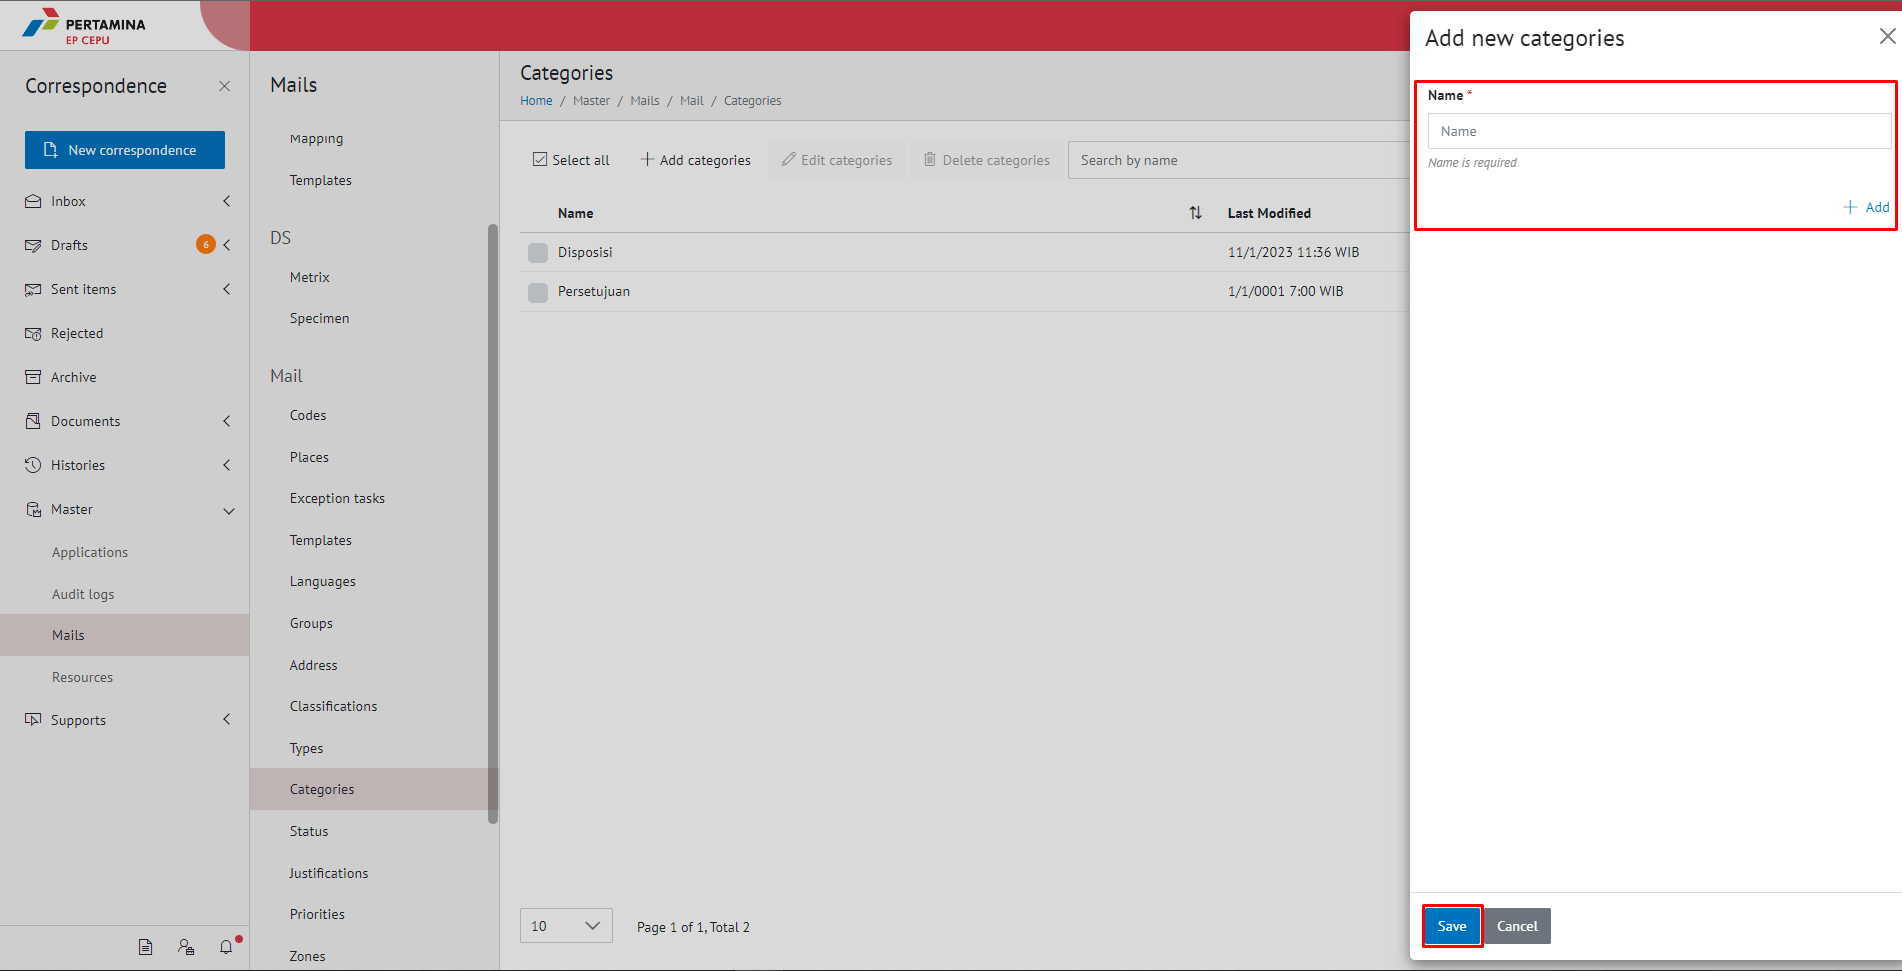 PERTAMINA
EP CEPU
Correspondence
New correspondence
Inbox
Drafts
6
Sent items
Rejected
Archive
Documents
Histories
Master
Applications
Audit logs
Mails
Resources
Supports
Mails
Mapping
Templates
DS
Metrix
Specimen
Mail
Codes
Places
Exception tasks
Templates
Languages
Groups
Address
Classifications
Types
Categories
Status
Justifications
Priorities
Zones
Categories
Home / Master / Mails / Mail / Categories
Select all Add categories Edit categories Delete categories Search by name
Name Last Modified
Disposisi 11/1/2023 11:36 WIB
Persetujuan 1/1/0001 7:00 WIB
10 Page 1 of 1, Total 2
Add new categories
Name *
Name
Name is required
Add
Save Cancel